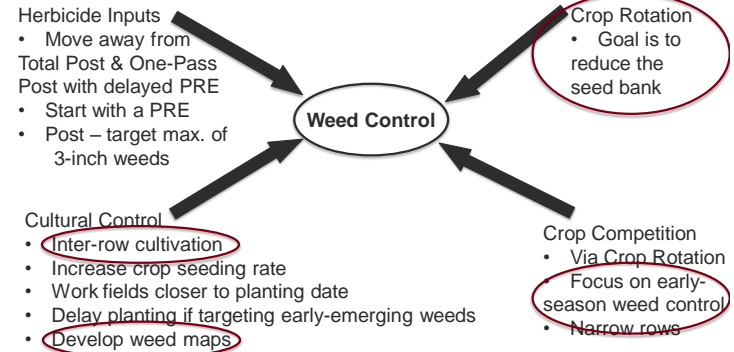 Herbicide Inputs
• Move away from
Total Post & One-Pass
Post with delayed PRE
• Start with a PRE
• Post – target max. of
3-inch weeds
Crop Rotation
• Goal is to
reduce the
seed bank
Weed Control
Cultural Control
• Inter-row cultivation
• Increase crop seeding rate
• Work fields closer to planting date
• Delay planting if targeting early-emerging weeds
• Develop weed maps
Crop Competition
• Via Crop Rotation
• Focus on early-
season weed control
• Narrow rows